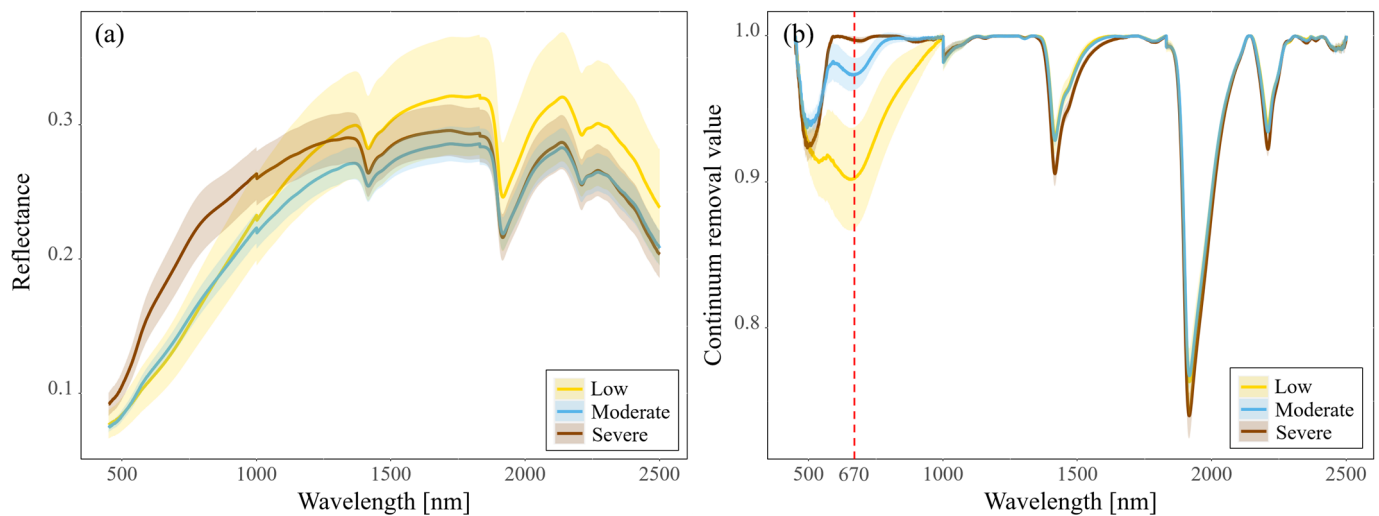 (a)
Reflectance
0.3
0.2
0.1
500
1000
1500
2000
2500
Wavelength [nm]
Low
Moderate
Severe
(b)
Continuum removal value
1.0
0.9
0.8
500
670
1000
1500
2000
2500
Wavelength [nm]
Low
Moderate
Severe